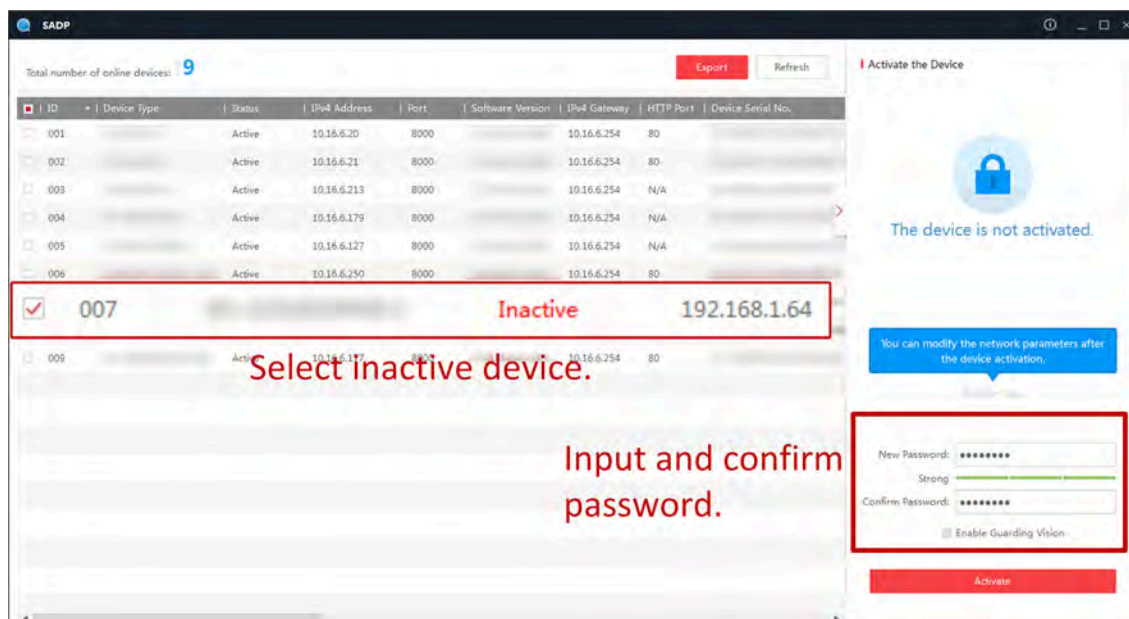 SADP
Total number of online devices: 9
Export
Refresh
Activate the Device
ID | Device Type | Status | IPv4 Address | Port | Software Version | IPv4 Gateway | HTTP Port | Device Serial No.
001 Active 10.16.6.20 8000 10.16.6.254 80
002 Active 10.16.6.21 8000 10.16.6.254 80
003 Active 10.16.6.213 8000 10.16.6.254 N/A
004 Active 10.16.6.179 8000 10.16.6.254 N/A
005 Active 10.16.6.127 8000 10.16.6.254 N/A
006 Active 10.16.6.250 8000 10.16.6.254 80
The device is not activated.
007 Inactive 192.168.1.64
009 10.16.6.254 80
Select inactive device.
You can modify the network parameters after
the device activation.
Input and confirm
password.
New Password: ••••••••
Strong
Confirm Password: ••••••••
Enable Guarding Vision
Activate